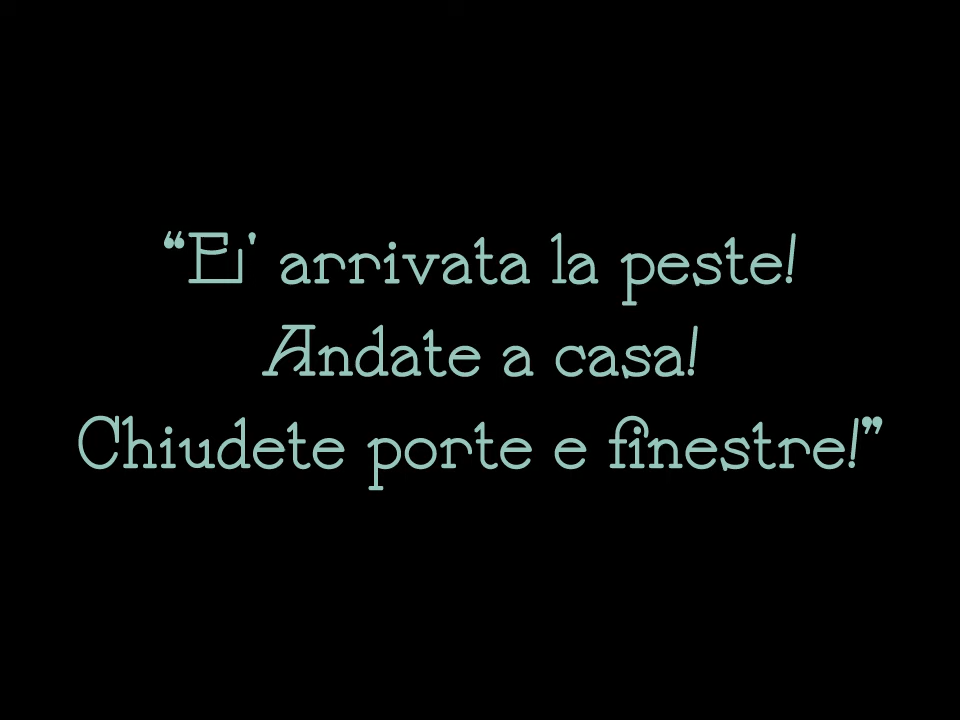 “E' arrivata la peste!
Andate a casa!
Chiudete porte e finestre!”